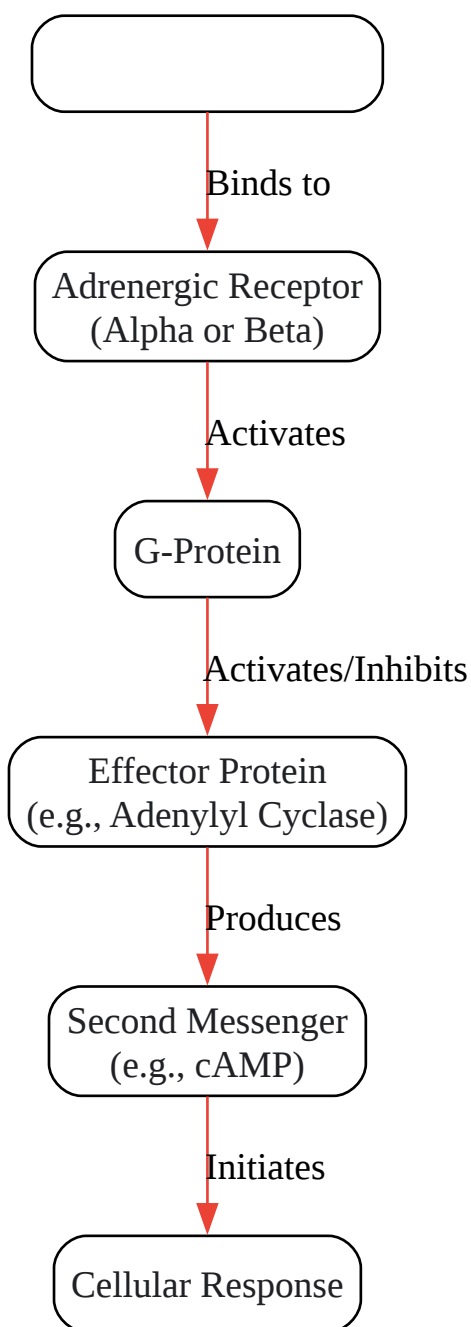 Binds to
Adrenergic Receptor
(Alpha or Beta)
Activates
G-Protein
Activates/Inhibits
Effector Protein
(e.g., Adenylyl Cyclase)
Produces
Second Messenger
(e.g., cAMP)
Initiates
Cellular Response